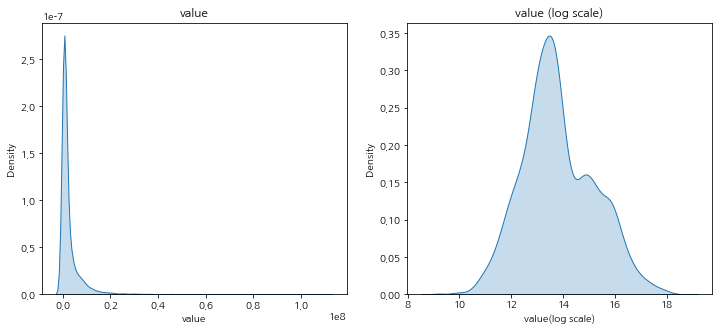 value
1e-7
Density
2,5
2,0
1,5
1,0
0,5
0,0
0,0 0,2 0,4 0,6 0,8 1,0
1e8
value
value (log scale)
Density
0,35
0,30
0,25
0,20
0,15
0,10
0,05
0,00
8 10 12 14 16 18
value(log scale)